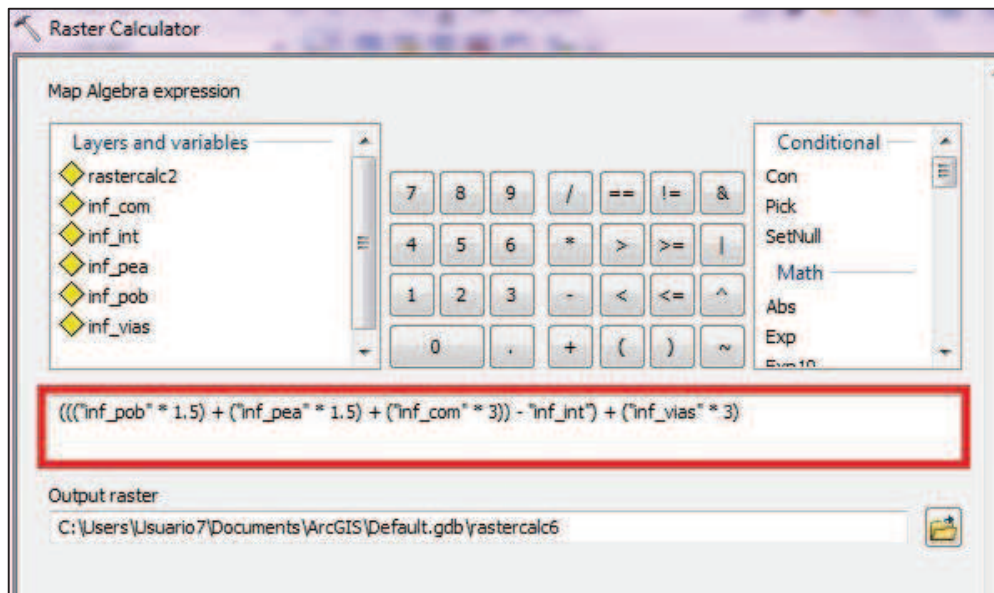 Raster Calculator
Map Algebra expression
Layers and variables
rastercalc2
inf_com
inf_int
inf_pea
inf_pob
inf_vias
7 8 9 / == != &
4 5 6 * > >= |
1 2 3 - < <= ^
0 . + ( ) ~
Conditional
Con
Pick
SetNull
Math
Abs
Exp
Exp10
((("inf_pob" * 1.5) + ("inf_pea" * 1.5) + ("inf_com" * 3)) - "inf_int") + ("inf_vias" * 3)
Output raster
C:\Users\Usuario7\Documents\ArcGIS\Default.gdb\rastercalc6